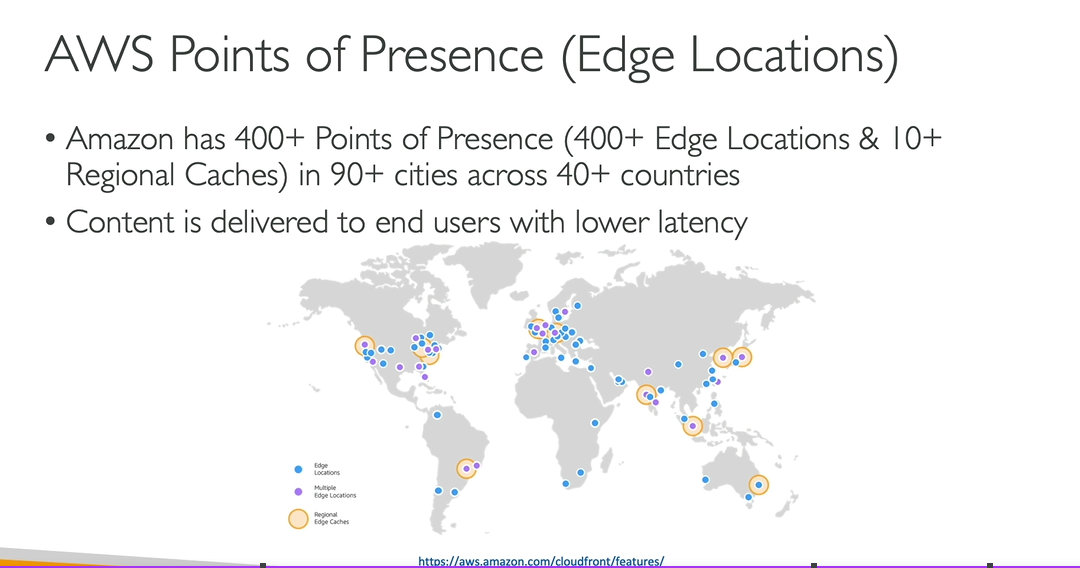 AWS Points of Presence (Edge Locations)
• Amazon has 400+ Points of Presence (400+ Edge Locations & 10+
Regional Caches) in 90+ cities across 40+ countries
• Content is delivered to end users with lower latency
Edge
Locations
Multiple
Edge Locations
Regional
Edge Caches
https://aws.amazon.com/cloudfront/features/